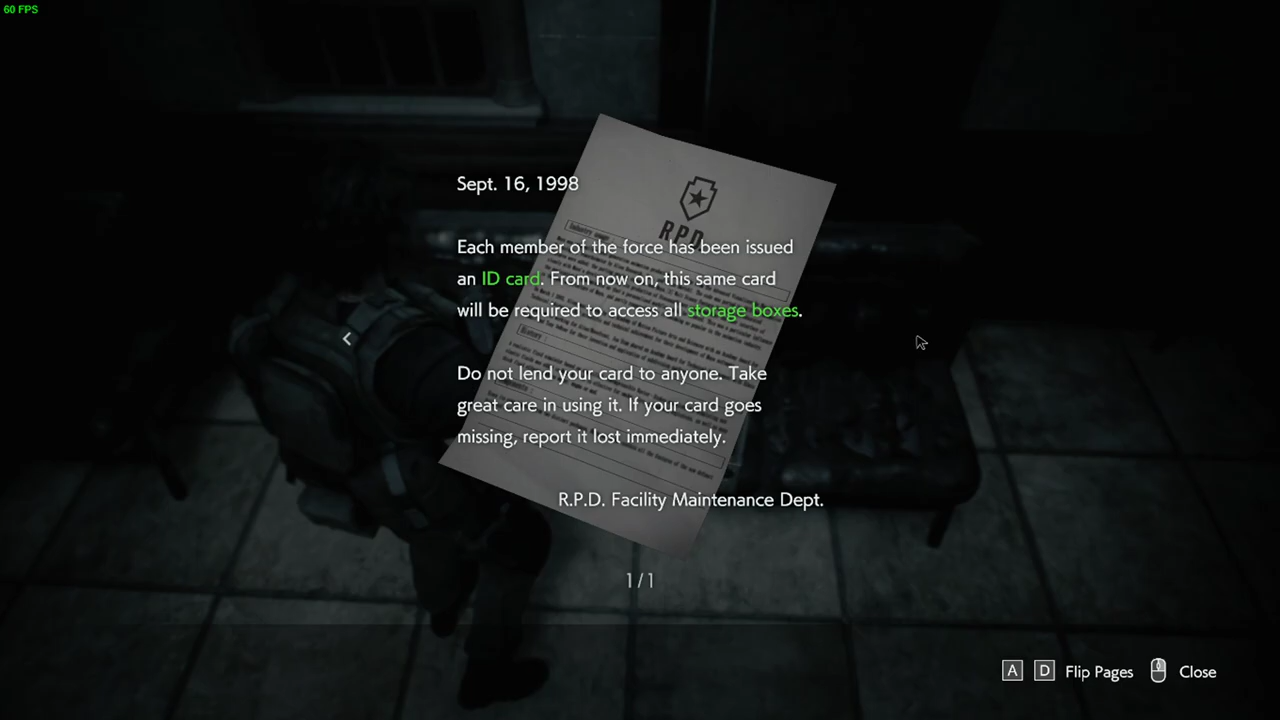 60 FPS
Sept. 16, 1998
R.P.D.
Each member of the force has been issued
an ID card. From now on, this same card
will be required to access all storage boxes.
Do not lend your card to anyone. Take
great care in using it. If your card goes
missing, report it lost immediately.
R.P.D. Facility Maintenance Dept.
1/1
A D Flip Pages Close